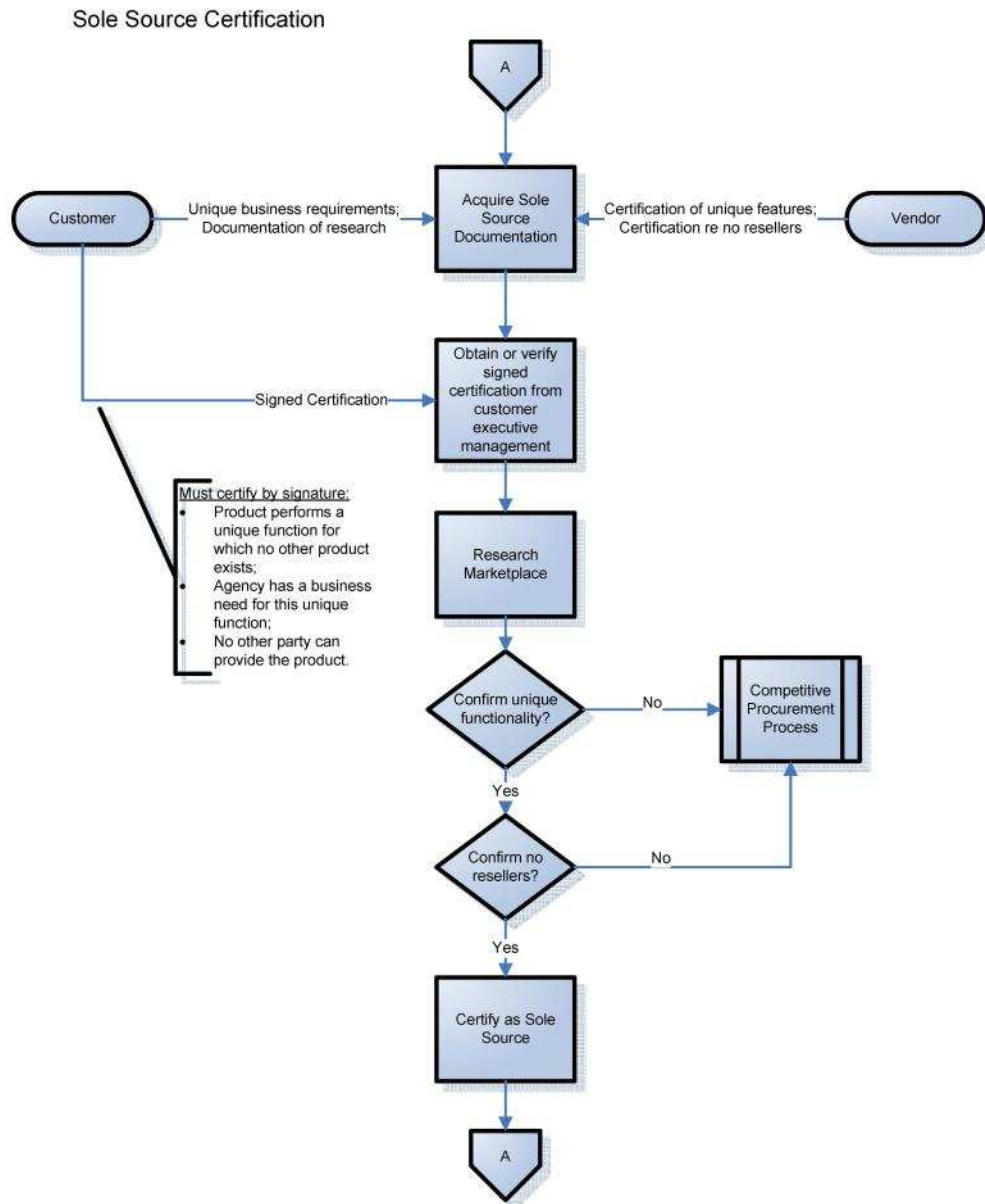 Sole Source Certification
A
Customer
Unique business requirements;
Documentation of research
Acquire Sole
Source
Documentation
Certification of unique features;
Certification re no resellers
Vendor
Signed Certification
Obtain or verify
signed
certification from
customer
executive
management
Must certify by signature:
• Product performs a
unique function for
which no other product
exists;
• Agency has a business
need for this unique
function;
• No other party can
provide the product.
Research
Marketplace
Confirm unique
functionality?
No
Competitive
Procurement
Process
Yes
Confirm no
resellers?
No
Yes
Certify as Sole
Source
A